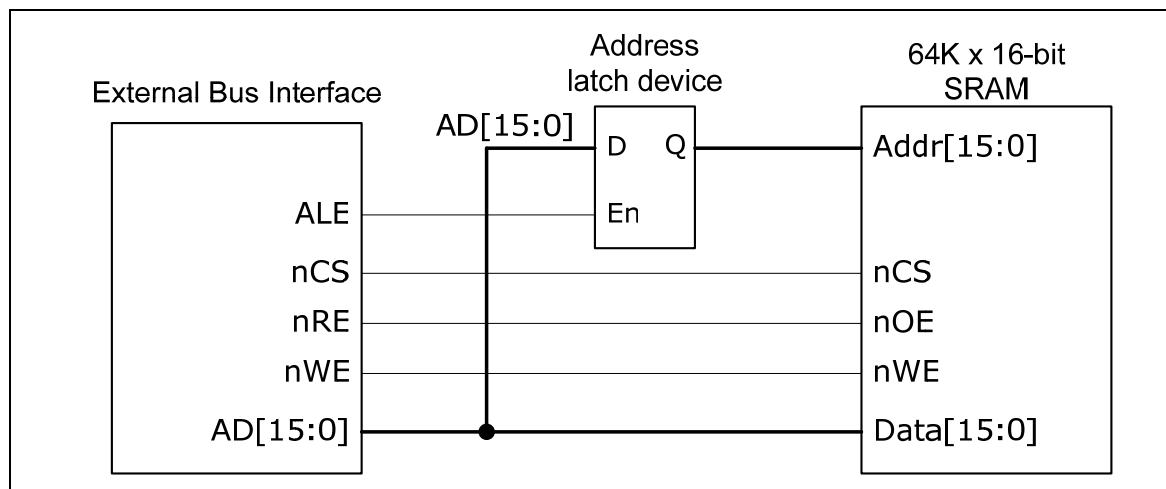 Address
latch device
64K x 16-bit
SRAM
External Bus Interface
AD[15:0]
D Q
Addr[15:0]
ALE
En
nCS
nCS
nRE
nOE
nWE
nWE
AD[15:0]
Data[15:0]